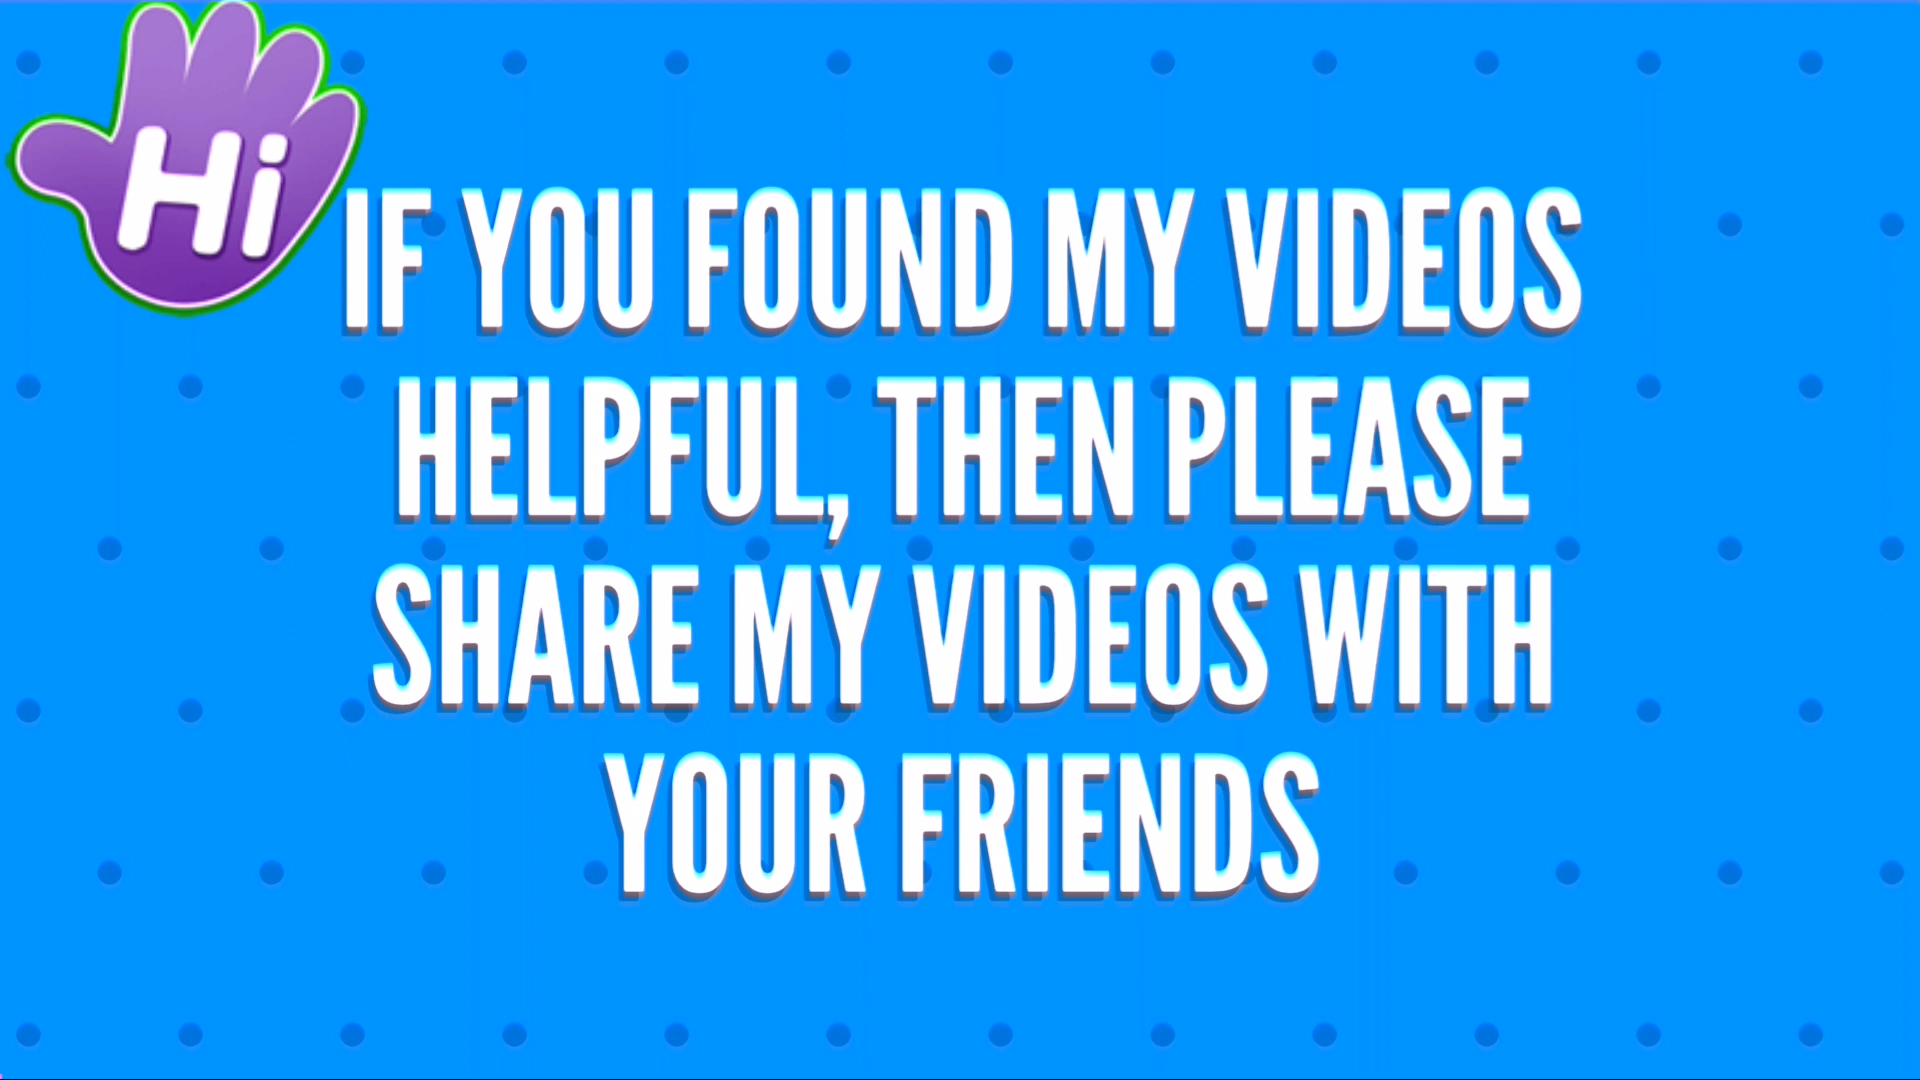 Hi
IF YOU FOUND MY VIDEOS
HELPFUL, THEN PLEASE
SHARE MY VIDEOS WITH
YOUR FRIENDS